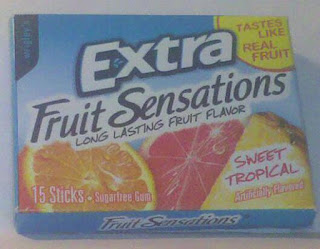 Wrigley's
TASTES
LIKE
REAL
FRUIT
Extra
Fruit Sensations
LONG LASTING FRUIT FLAVOR
SWEET
TROPICAL
Artificially Flavored
15 Sticks • Sugarfree Gum
Fruit Sensations